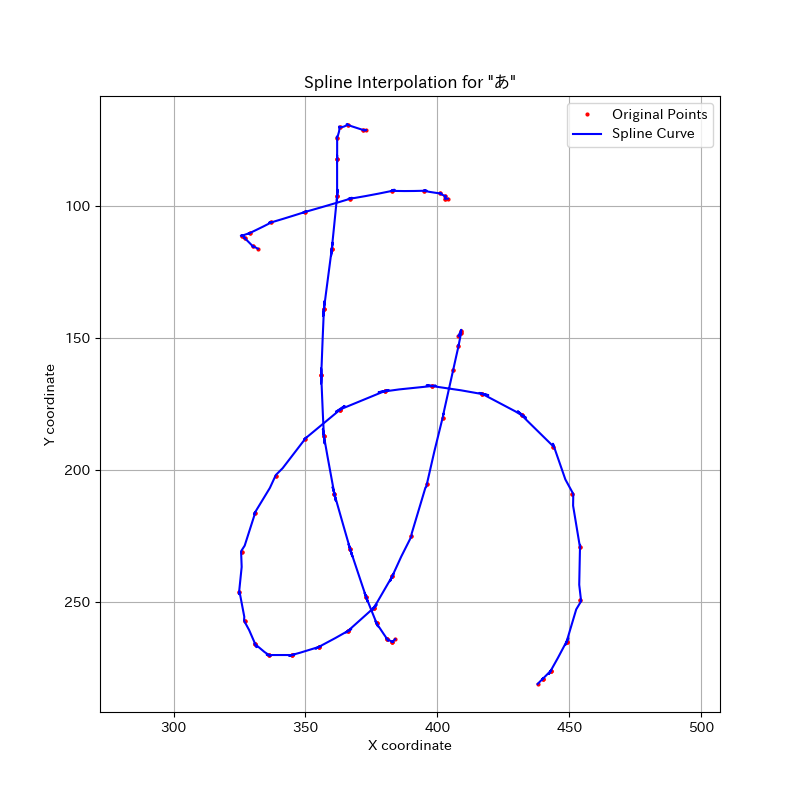 Spline Interpolation for "あ"
Original Points
Spline Curve
Y coordinate
100
150
200
250
あ
300 350 400 450 500
X coordinate